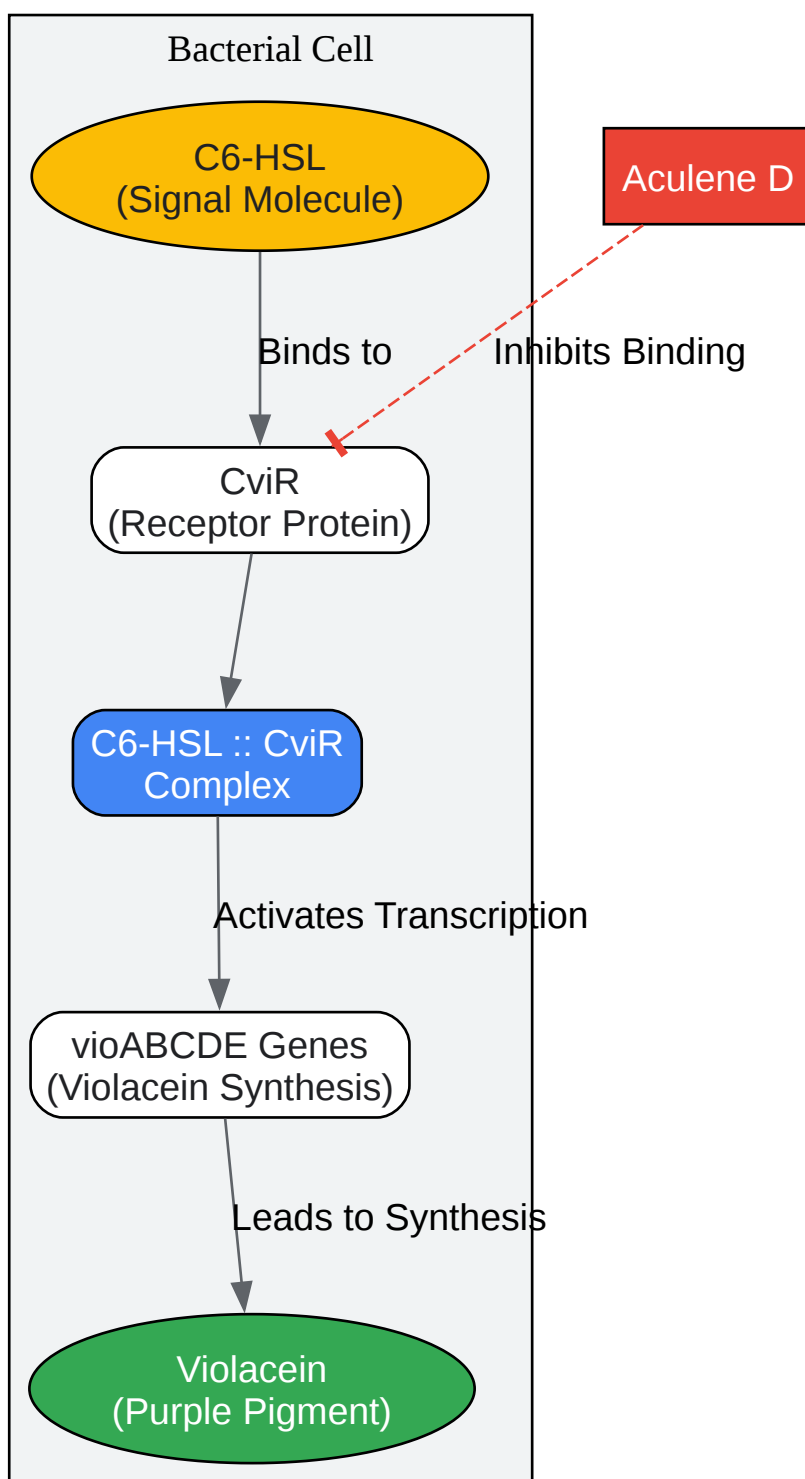 Bacterial Cell
C6-HSL
(Signal Molecule)
Aculene D
Binds to
Inhibits Binding
CviR
(Receptor Protein)
C6-HSL :: CviR
Complex
Activates Transcription
vioABCDE Genes
(Violacein Synthesis)
Leads to Synthesis
Violacein
(Purple Pigment)